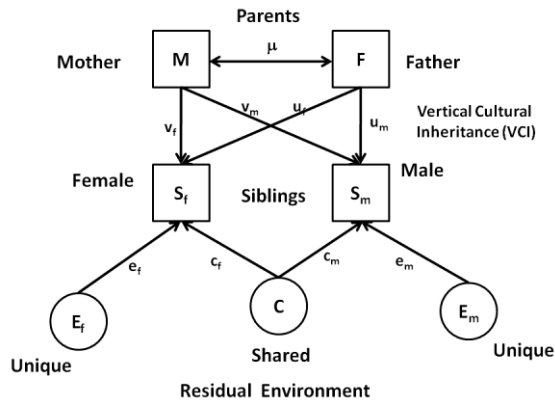 Parents
Mother
M
μ
F
Father
v_f
v_m
u_f
u_m
Vertical Cultural
Inheritance (VCI)
Female
S_f
Siblings
S_m
Male
e_f
c_f
c_m
e_m
E_f
C
E_m
Unique
Shared
Unique
Residual Environment